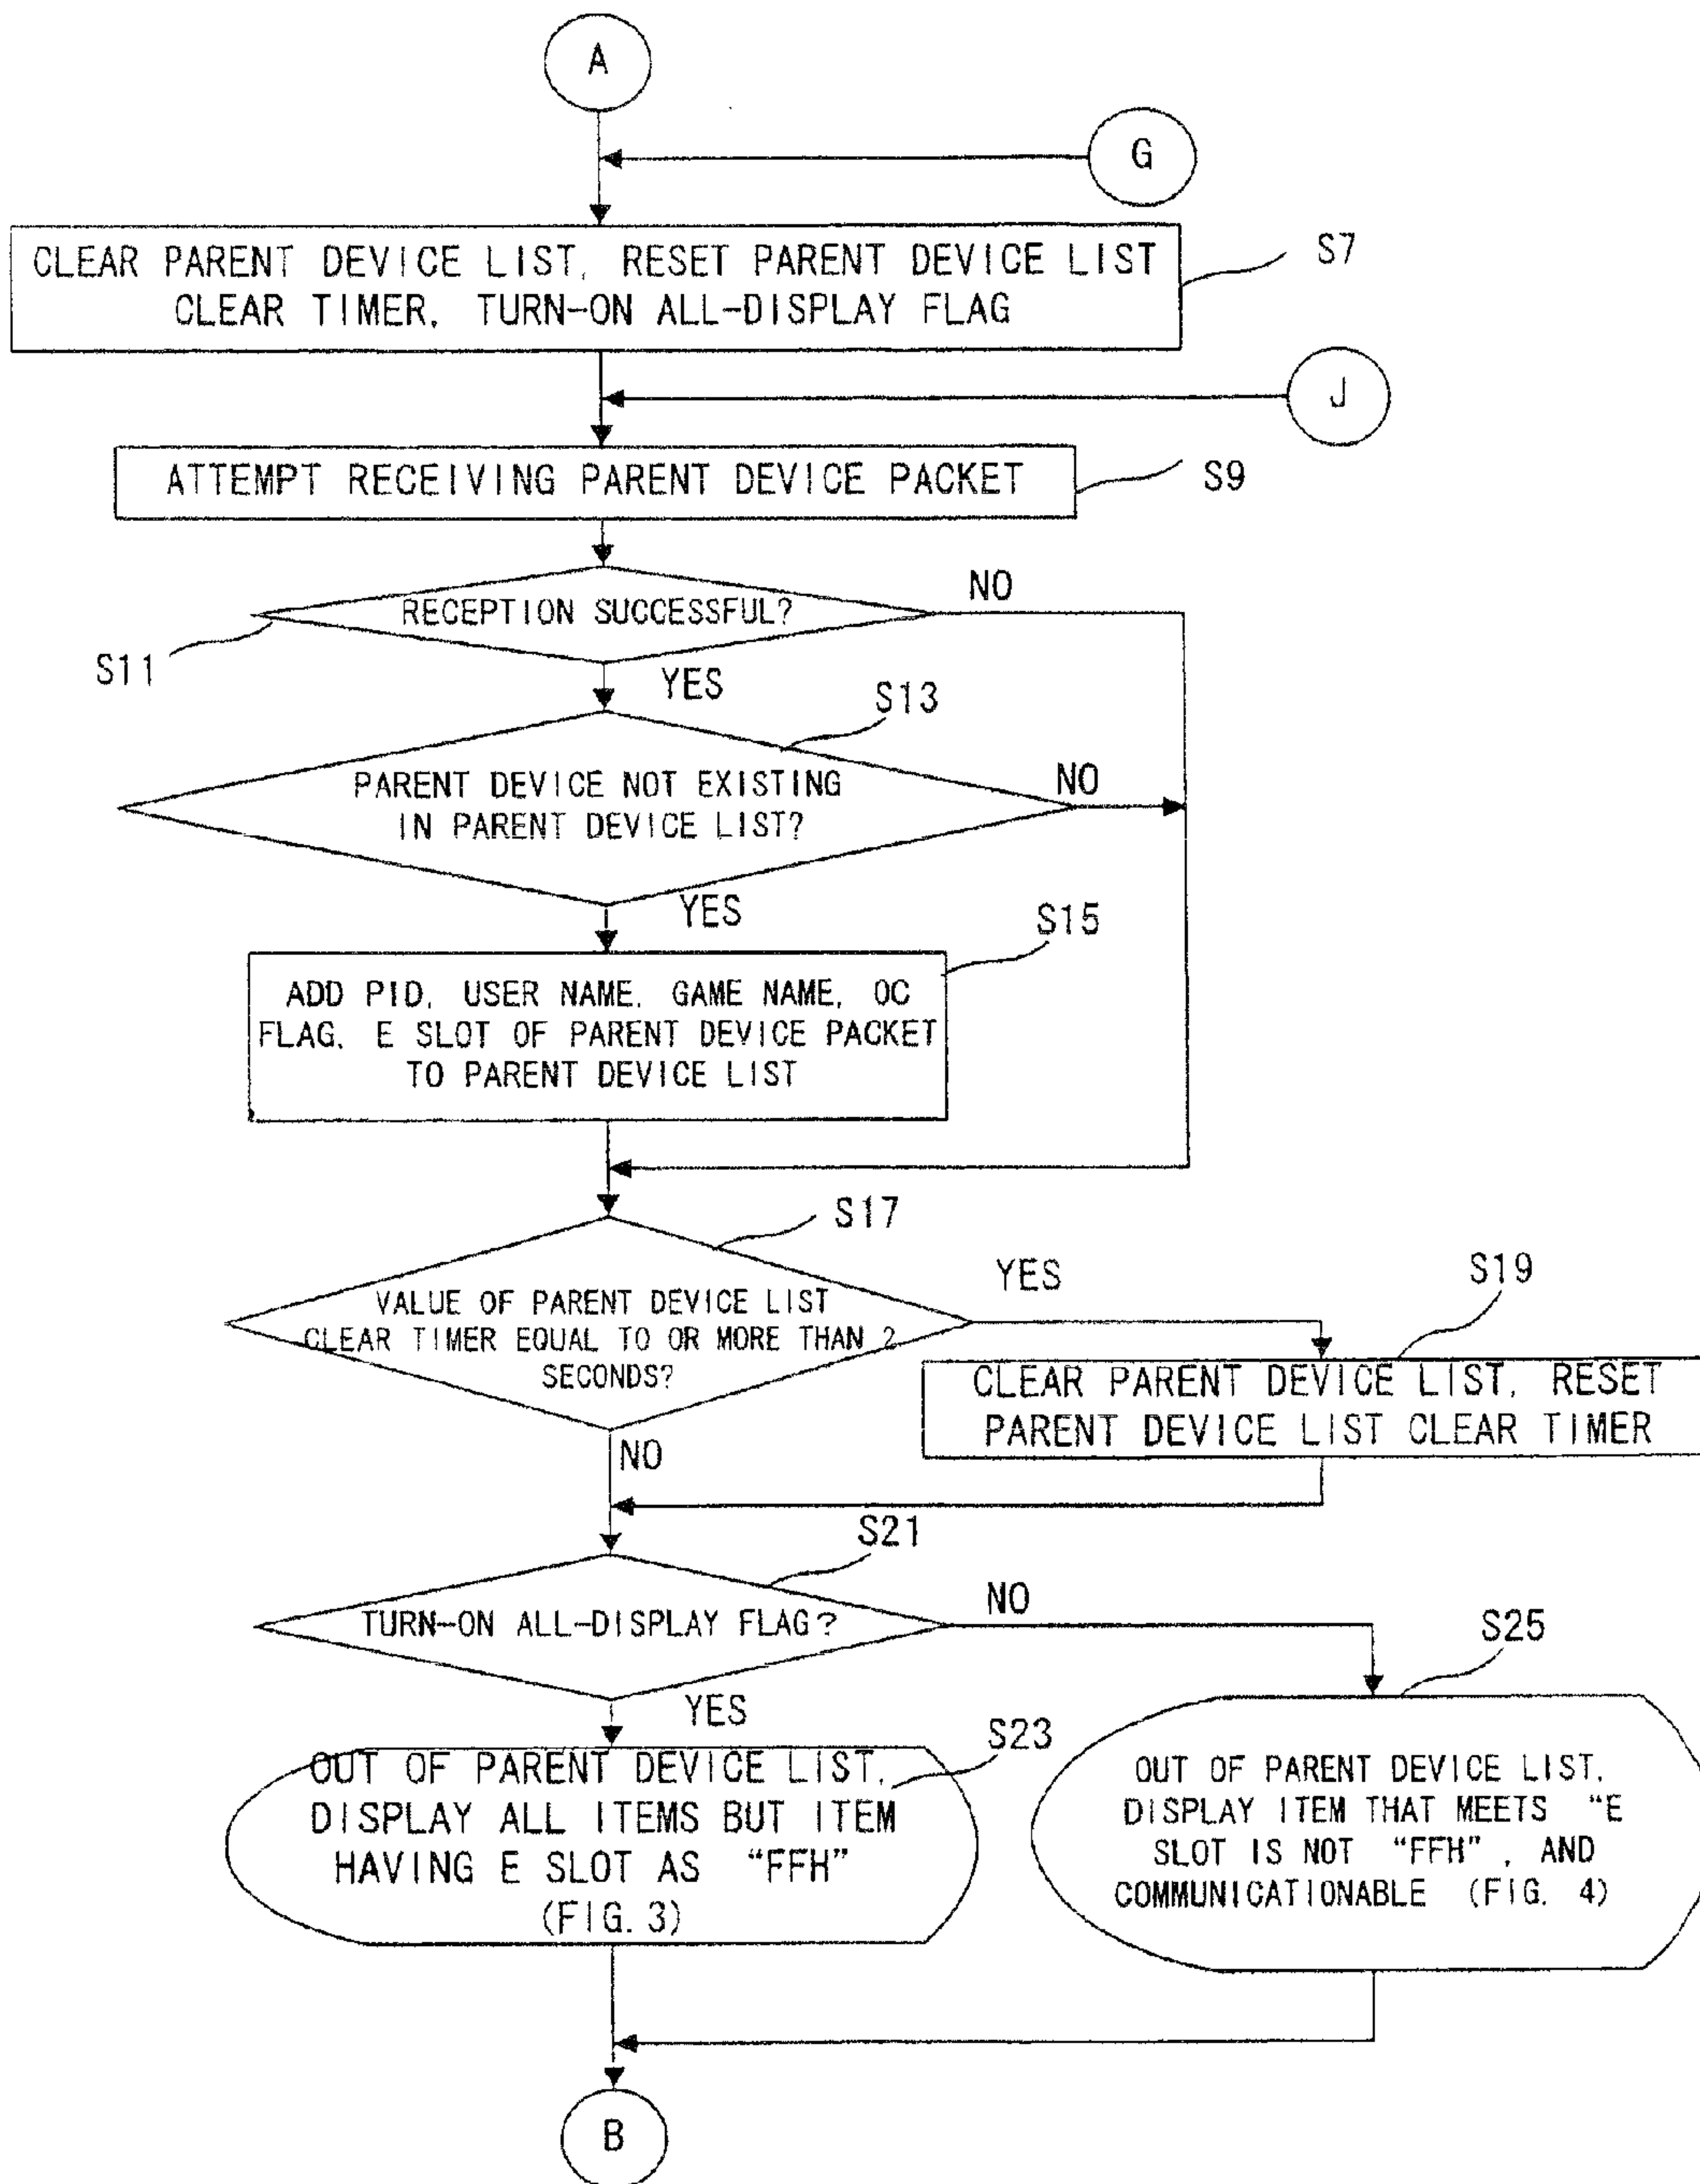 A
G
CLEAR PARENT DEVICE LIST, RESET PARENT DEVICE LIST
CLEAR TIMER, TURN-ON ALL-DISPLAY FLAG
S7
J
ATTEMPT RECEIVING PARENT DEVICE PACKET
S9
RECEPTION SUCCESSFUL?
NO
S11
YES
S13
PARENT DEVICE NOT EXISTING
IN PARENT DEVICE LIST?
NO
YES
S15
ADD PID, USER NAME, GAME NAME, OC
FLAG, E SLOT OF PARENT DEVICE PACKET
TO PARENT DEVICE LIST
S17
VALUE OF PARENT DEVICE LIST
CLEAR TIMER EQUAL TO OR MORE THAN 2
SECONDS?
YES
S19
CLEAR PARENT DEVICE LIST, RESET
PARENT DEVICE LIST CLEAR TIMER
NO
S21
TURN-ON ALL-DISPLAY FLAG?
NO
YES
S23
OUT OF PARENT DEVICE LIST,
DISPLAY ALL ITEMS BUT ITEM
HAVING E SLOT AS “FFH”
(FIG. 3)
S25
OUT OF PARENT DEVICE LIST,
DISPLAY ITEM THAT MEETS “E
SLOT IS NOT “FFH”, AND
COMMUNICATIONABLE (FIG. 4)
B